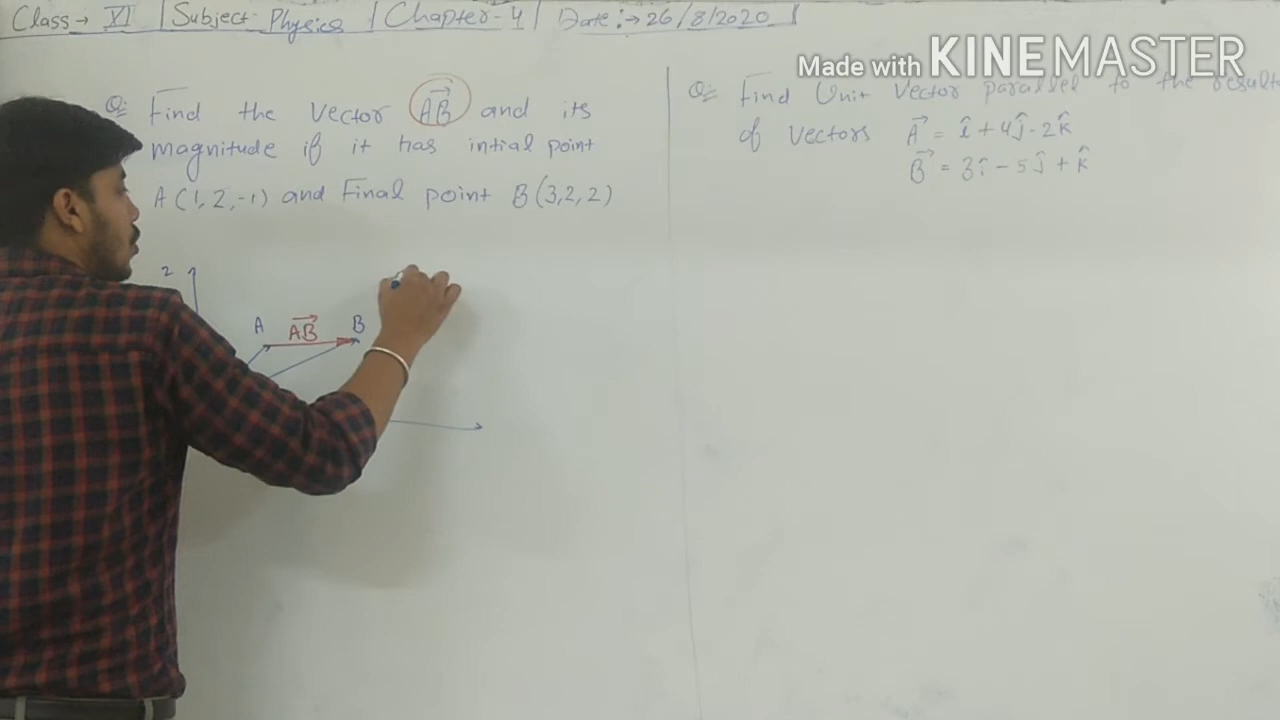 Class → XI | Subject- Physics | Chapter-4 | Date:→ 26/8/2020 |
Made with KINEMASTER
Q:- Find the vector AB⃗ and its
magnitude if it has intial point
A (1, 2, -1) and Final point B (3,2,2)
Z
A AB⃗ B
Q:- Find Unit Vector parallel to the
of vectors A⃗ = î + 4ĵ - 2k̂
B⃗ = 3î - 5ĵ + k̂